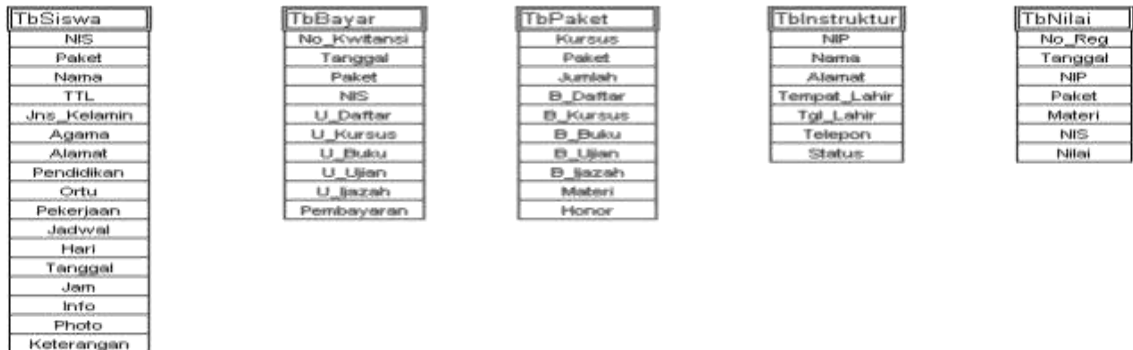 TbSiswa
NIS
Paket
Nama
TTL
Jns_Kelamin
Agama
Alamat
Pendidikan
Ortu
Pekerjaan
Jadwal
Hari
Tanggal
Jam
Info
Photo
Keterangan
TbBayar
No_Kwitansi
Tanggal
Paket
NIS
U_Daftar
U_Kursus
U_Buku
U_Ujian
U_Ijazah
Pembayaran
TbPaket
Kursus
Paket
Jumlah
B_Daftar
B_Kursus
B_Buku
B_Ujian
B_Ijazah
Materi
Honor
TbInstruktur
NIP
Nama
Alamat
Tempat_Lahir
Tgl_Lahir
Telepon
Status
TbNilai
No_Reg
Tanggal
NIP
Paket
Materi
NIS
Nilai